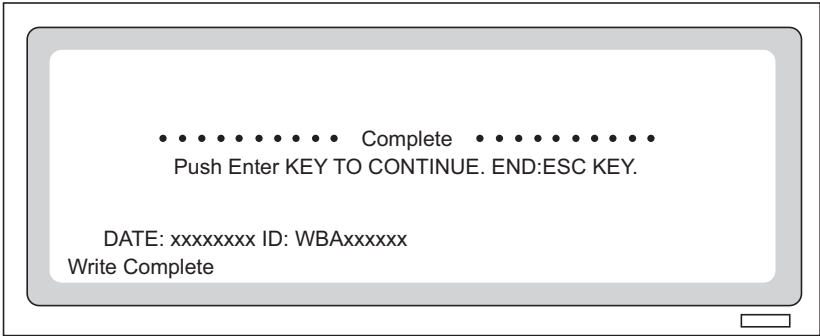 • • • • • • • • • • Complete • • • • • • • • • •
Push Enter KEY TO CONTINUE. END:ESC KEY.
DATE: xxxxxxxx ID: WBAxxxxxx
Write Complete